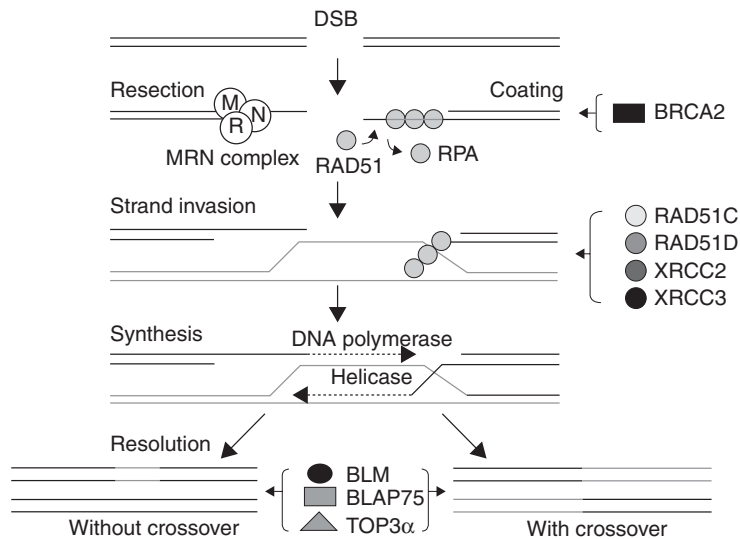 DSB
Resection
Coating
M
N
R
BRCA2
MRN complex
RAD51
RPA
Strand invasion
RAD51C
RAD51D
XRCC2
XRCC3
Synthesis
DNA polymerase
Helicase
Resolution
BLM
BLAP75
TOP3α
Without crossover
With crossover